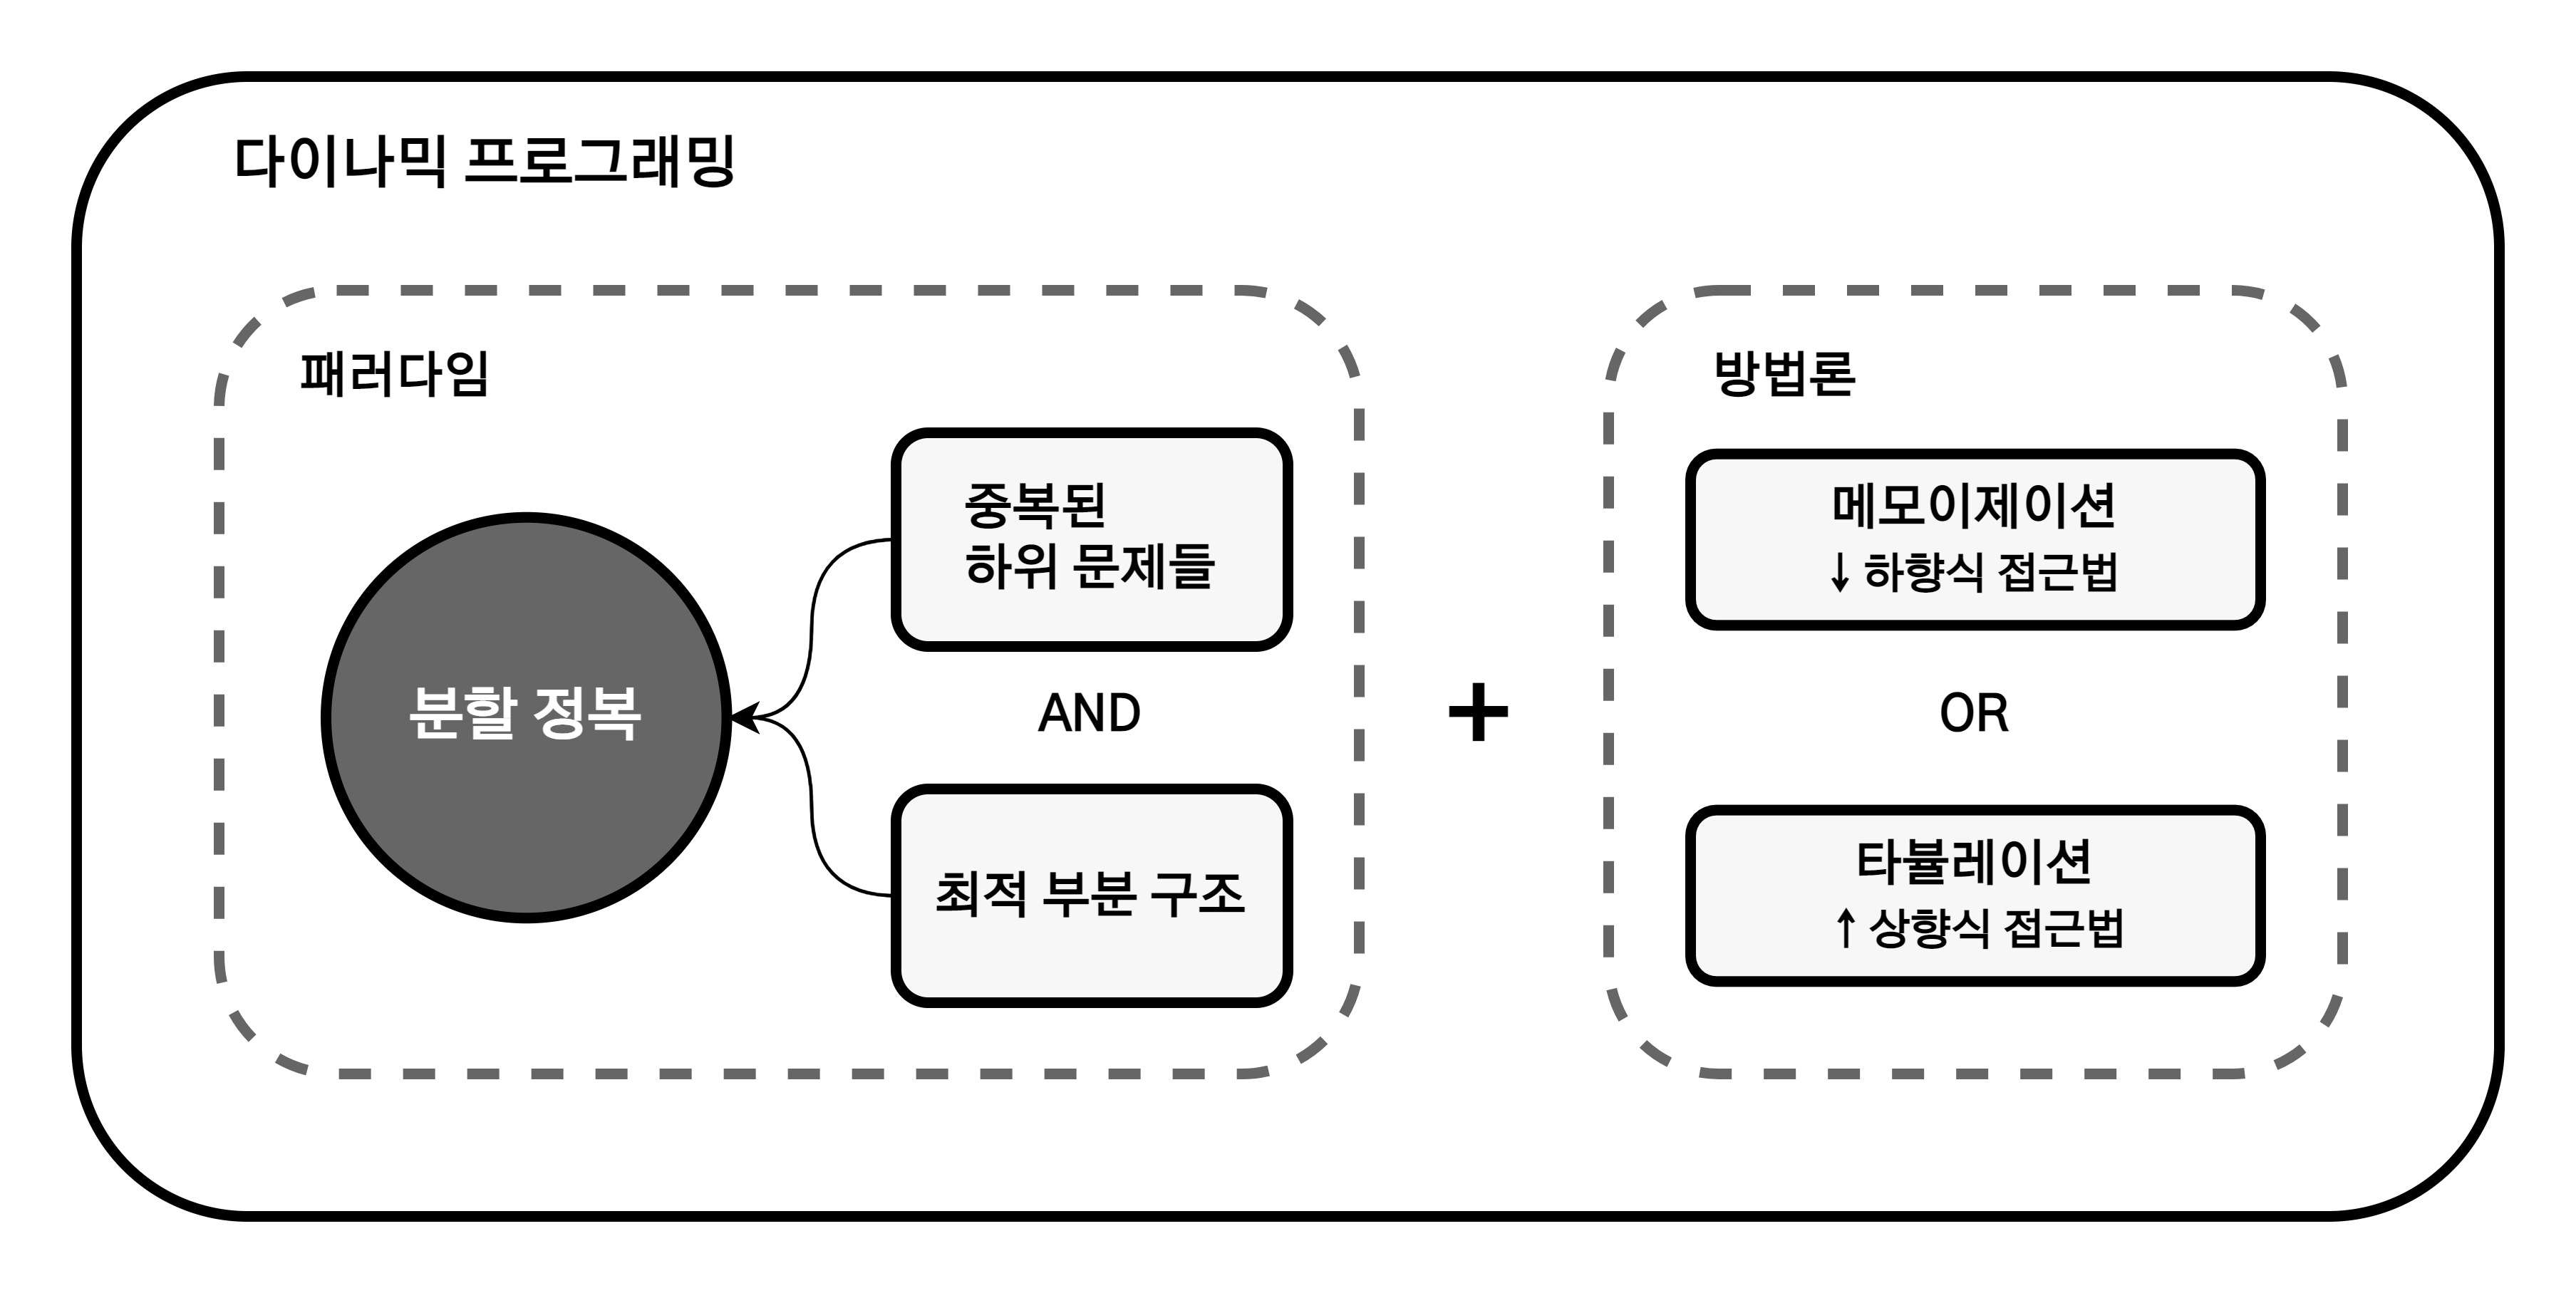 다이나믹 프로그래밍
패러다임
분할 정복
중복된
하위 문제들
AND
최적 부분 구조
+
방법론
메모이제이션
↓ 하향식 접근법
OR
타뷸레이션
↑ 상향식 접근법